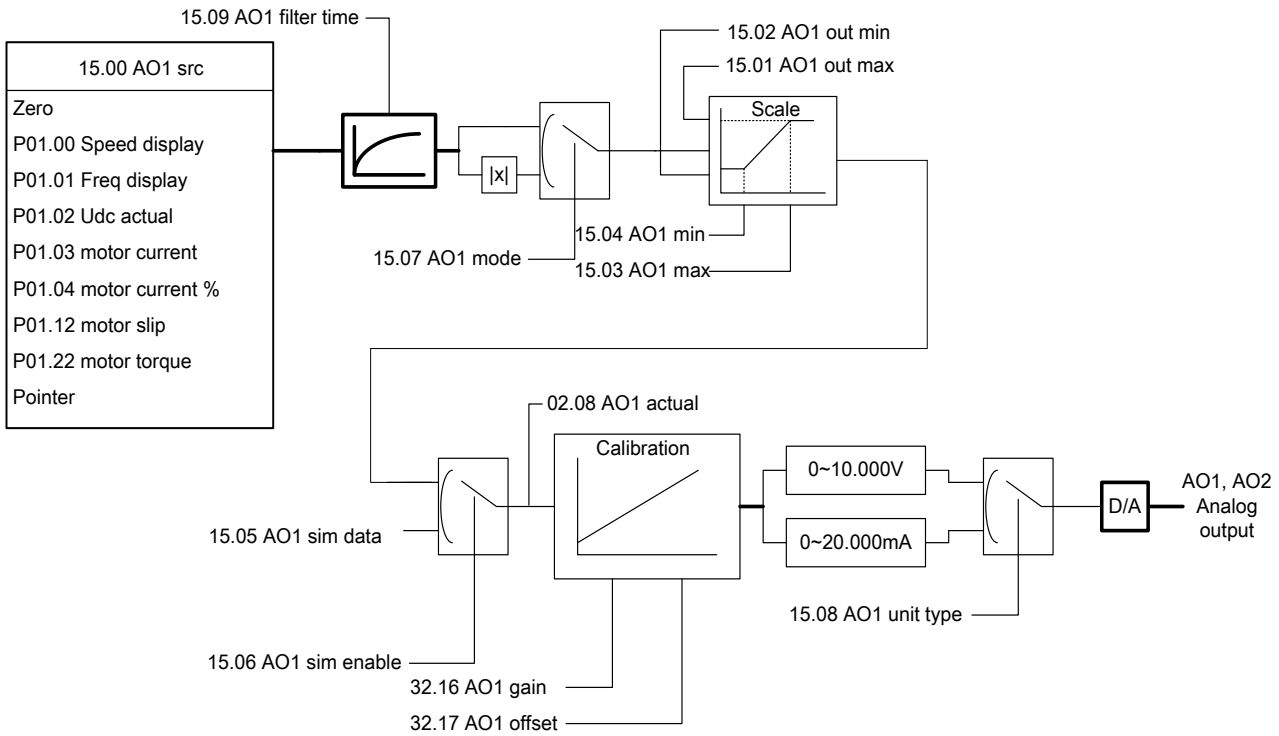 15.09 AO1 filter time
15.00 AO1 src
Zero
P01.00 Speed display
P01.01 Freq display
P01.02 Udc actual
P01.03 motor current
P01.04 motor current %
P01.12 motor slip
P01.22 motor torque
Pointer
|x|
15.07 AO1 mode
15.02 AO1 out min
15.01 AO1 out max
Scale
15.04 AO1 min
15.03 AO1 max
02.08 AO1 actual
15.05 AO1 sim data
15.06 AO1 sim enable
Calibration
32.16 AO1 gain
32.17 AO1 offset
0~10.000V
0~20.000mA
15.08 AO1 unit type
D/A
AO1, AO2
Analog
output